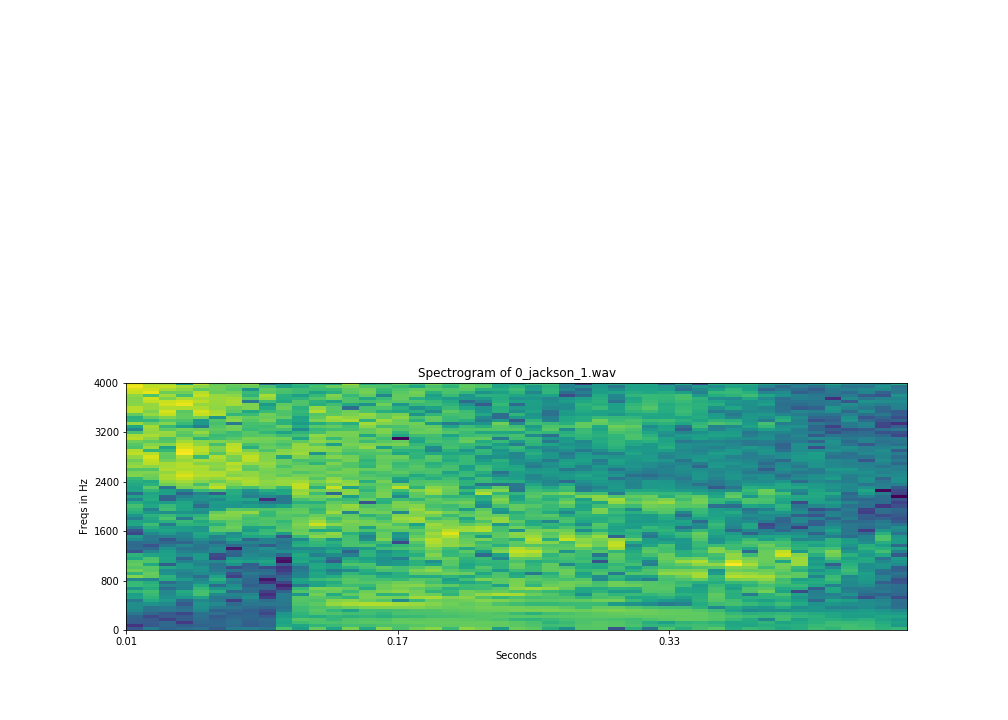 Spectrogram of 0_jackson_1.wav
4000
3200
2400
1600
800
0
Freqs in Hz
0.01 0.17 0.33
Seconds